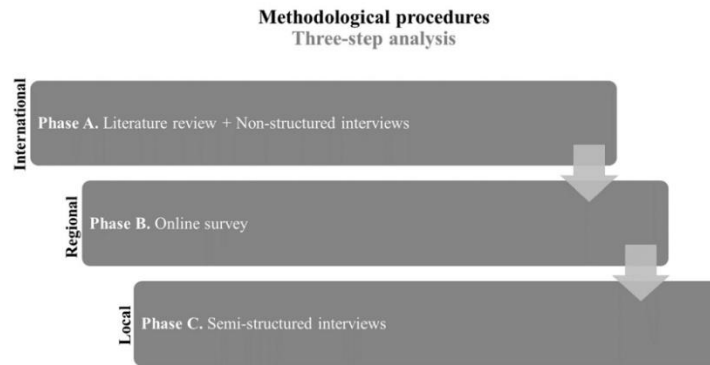 Methodological procedures
Three-step analysis
International
Phase A. Literature review + Non-structured interviews
Regional
Phase B. Online survey
Local
Phase C. Semi-structured interviews